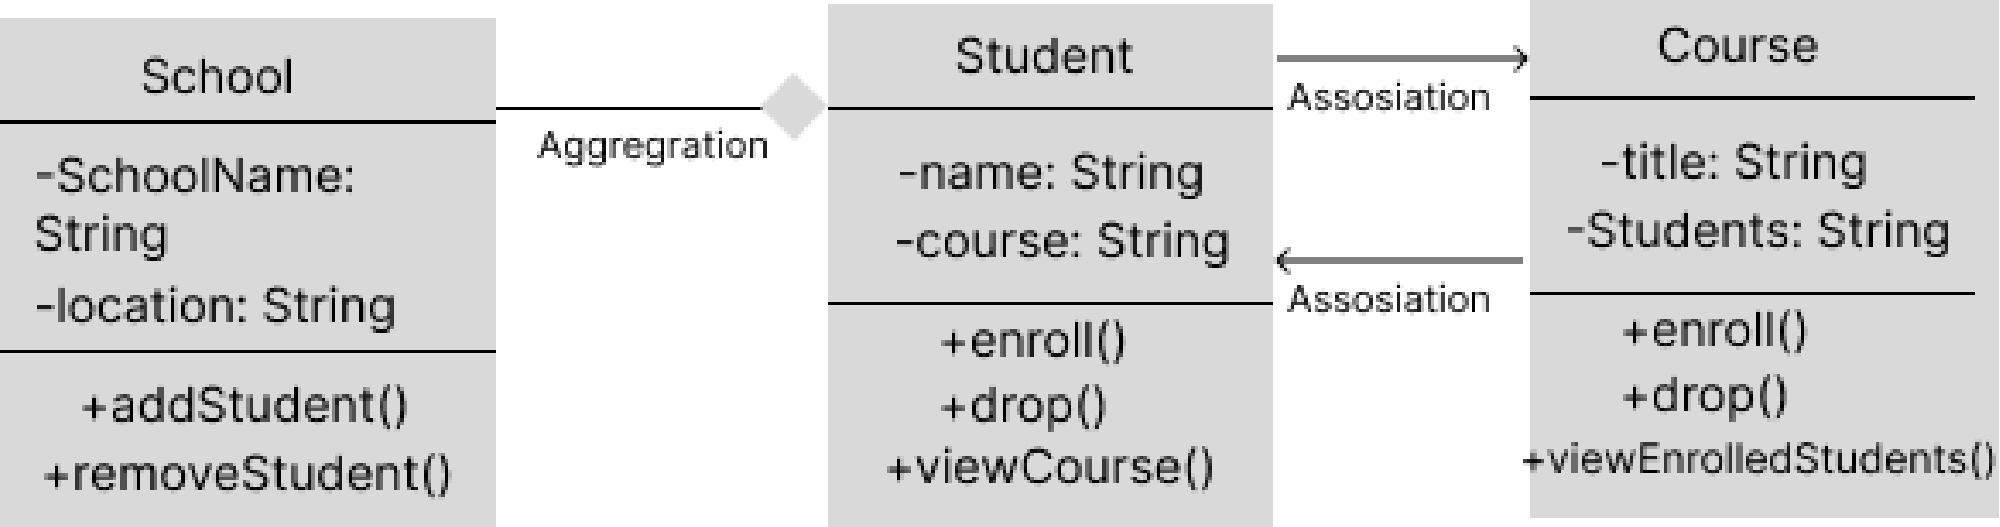 School
-SchoolName:
String
-location: String
+addStudent()
+removeStudent()
Aggregration
Student
-name: String
-course: String
+enroll()
+drop()
+viewCourse()
Assosiation
Assosiation
Course
-title: String
-Students: String
+enroll()
+drop()
+viewEnrolledStudents()